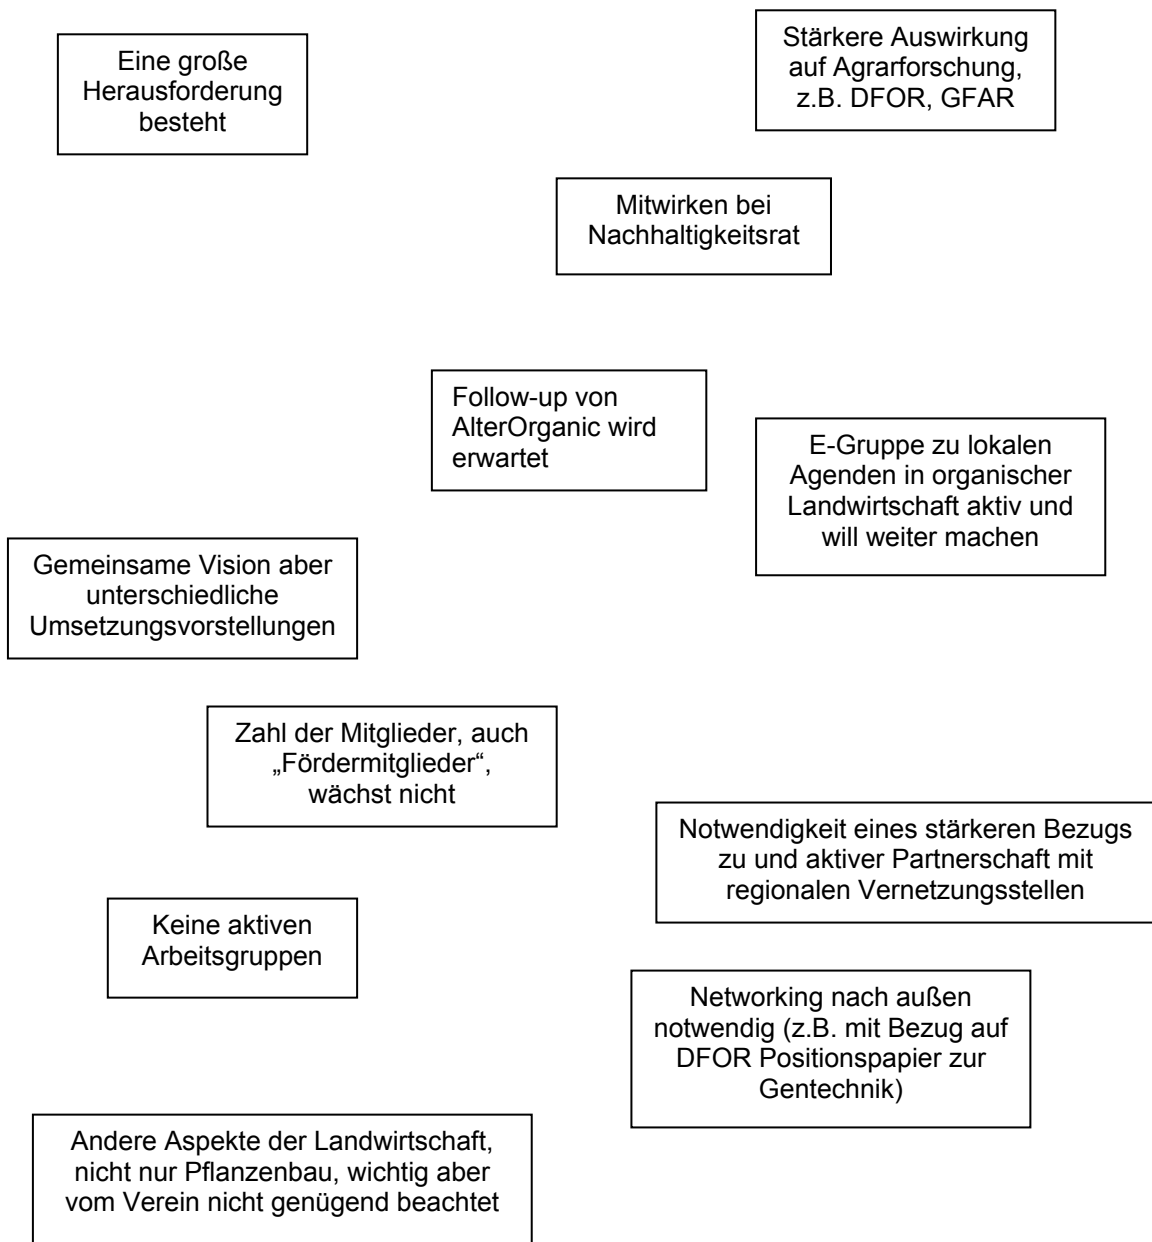 Eine große
Herausforderung
besteht
Stärkere Auswirkung
auf Agrarforschung,
z.B. DFOR, GFAR
Mitwirken bei
Nachhaltigkeitsrat
Follow-up von
AlterOrganic wird
erwartet
E-Gruppe zu lokalen
Agenden in organischer
Landwirtschaft aktiv und
will weiter machen
Gemeinsame Vision aber
unterschiedliche
Umsetzungsvorstellungen
Zahl der Mitglieder, auch
„Fördermitglieder“,
wächst nicht
Notwendigkeit eines stärkeren Bezugs
zu und aktiver Partnerschaft mit
regionalen Vernetzungsstellen
Keine aktiven
Arbeitsgruppen
Networking nach außen
notwendig (z.B. mit Bezug auf
DFOR Positionspapier zur
Gentechnik)
Andere Aspekte der Landwirtschaft,
nicht nur Pflanzenbau, wichtig aber
vom Verein nicht genügend beachtet